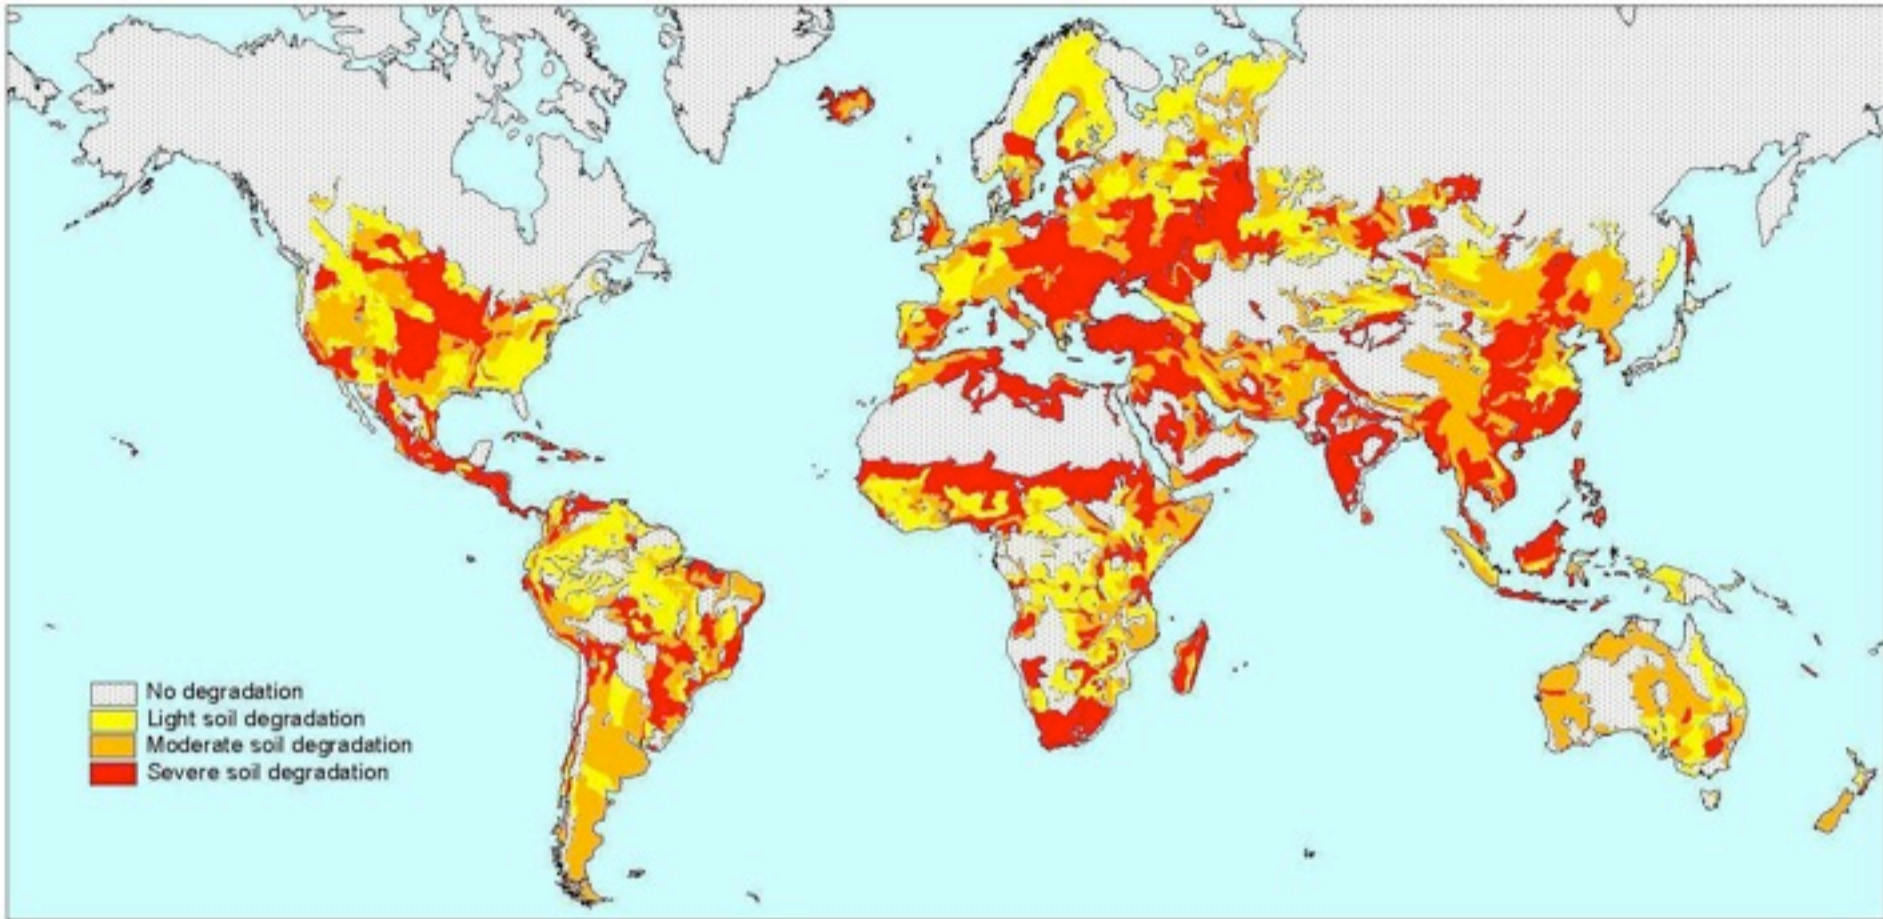 No degradation
Light soil degradation
Moderate soil degradation
Severe soil degradation